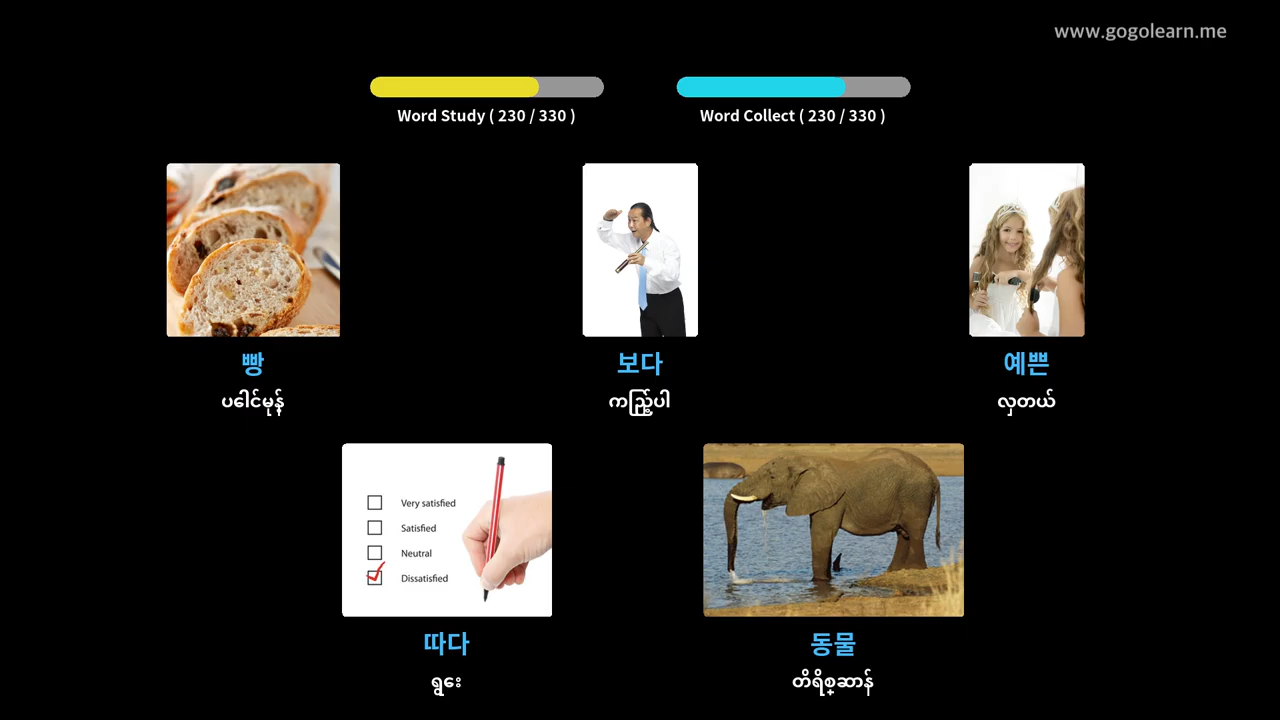 www.gogolearn.me
Word Study ( 230 / 330 )
Word Collect ( 230 / 330 )
빵
ပေါင်မုန့်
보다
ကည့်ြပါ
예쁜
လှတယ်
Very satisfied
Satisfied
Neutral
Dissatisfied
따다
ရွေး
동물
တိရိစ္ဆာန်